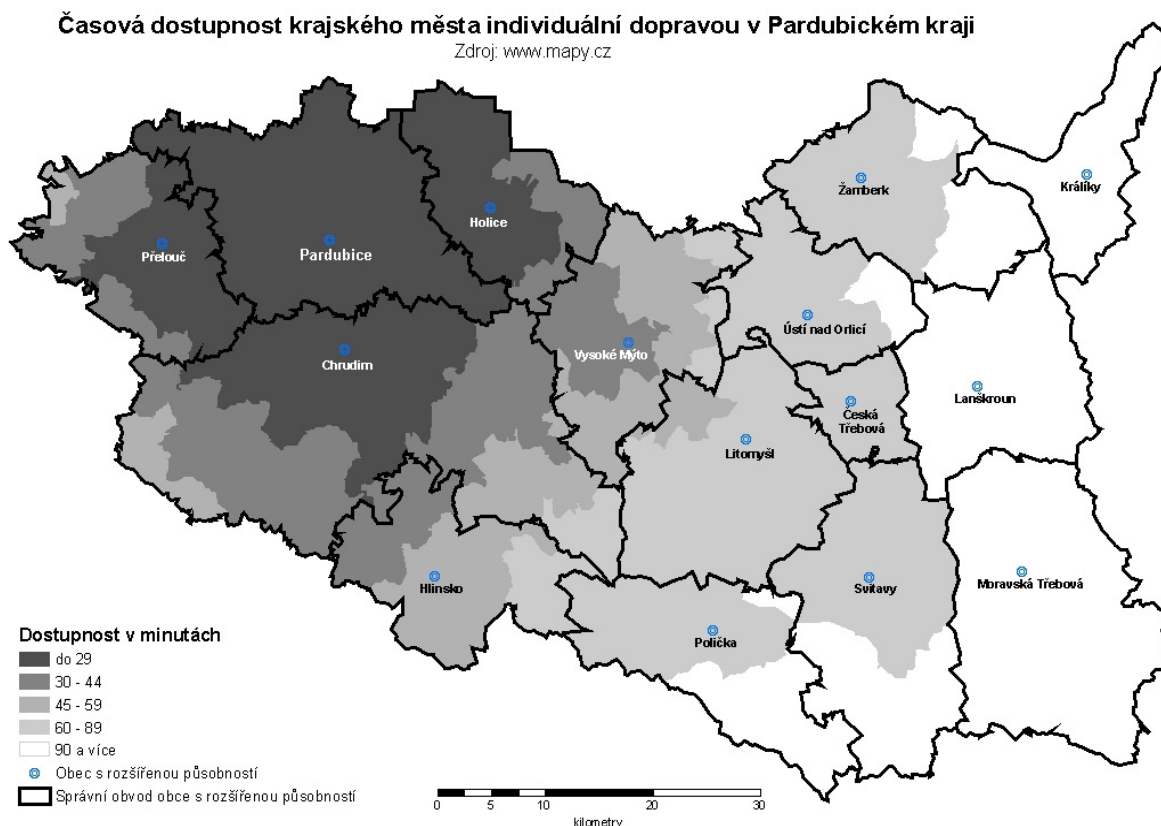 Časová dostupnost krajského města individuální dopravou v Pardubickém kraji
Zdroj: www.mapy.cz
Králíky
Žamberk
Holice
Přelouč
Pardubice
Ústí nad Orlicí
Vysoké Mýto
Chrudim
Lanškroun
Česká
Třebová
Litomyšl
Hlinsko
Svitavy
Moravská Třebová
Polička
Dostupnost v minutách
do 29
30 - 44
45 - 59
60 - 89
90 a více
Obec s rozšířenou působností
Správní obvod obce s rozšířenou působností
0 5 10 20 30
kilometry